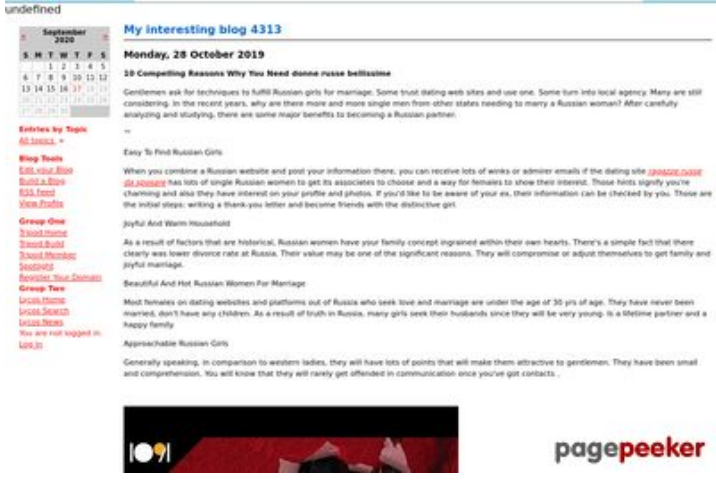 undefined
September
2020
«
»
S M T W T F S
1 2 3 4 5
6 7 8 9 10 11 12
13 14 15 16 17 18 19
20 21 22 23 24 25 26
27 28 29 30
Entries by Topic
All topics «
Blog Tools
Edit your Blog
Build a Blog
RSS Feed
View Profile
Group One
Tripod Home
Tripod Build
Tripod Member
Spotlight
Register Your Domain
Group Two
Lycos Home
Lycos Search
Lycos News
You are not logged in.
Log in
My interesting blog 4313
Monday, 28 October 2019
10 Compelling Reasons Why You Need donne russe bellissime
Gentlemen ask for techniques to fulfill Russian girls for marriage. Some trust dating web sites and use one. Some turn into local agency. Many are still
considering. In the recent years, why are there more and more single men from other states needing to marry a Russian woman? After carefully
analyzing and studying, there are some major benefits to becoming a Russian partner.
Easy To Find Russian Girls
When you combine a Russian website and post your information there, you can receive lots of winks or admirer emails if the dating site ragazze russe
da sposare has lots of single Russian women to get its associates to choose and a way for females to show their interest. Those hints signify you're
charming and also they have interest on your profile and photos. If you'd like to be aware of your ex, their information can be checked by you. Those are
the initial steps: writing a thank-you letter and become friends with the distinctive girl.
Joyful And Warm Household
As a result of factors that are historical, Russian women have your family concept ingrained within their own hearts. There's a simple fact that there
clearly was lower divorce rate at Russia. Their value may be one of the significant reasons. They will compromise or adjust themselves to get family and
joyful marriage.
Beautiful And Hot Russian Women For Marriage
Most females on dating websites and platforms out of Russia who seek love and marriage are under the age of 30 yrs of age. They have never been
married, don't have any children. As a result of truth in Russia, many girls seek their husbands since they will be very young. Is a lifetime partner and a
happy family
Approachable Russian Girls
Generally speaking, in comparison to western ladies, they will have lots of points that will make them attractive to gentlemen. They have been small
and comprehension. You will know that they will rarely get offended in communication once you've got contacts .
1091
pagepeeker